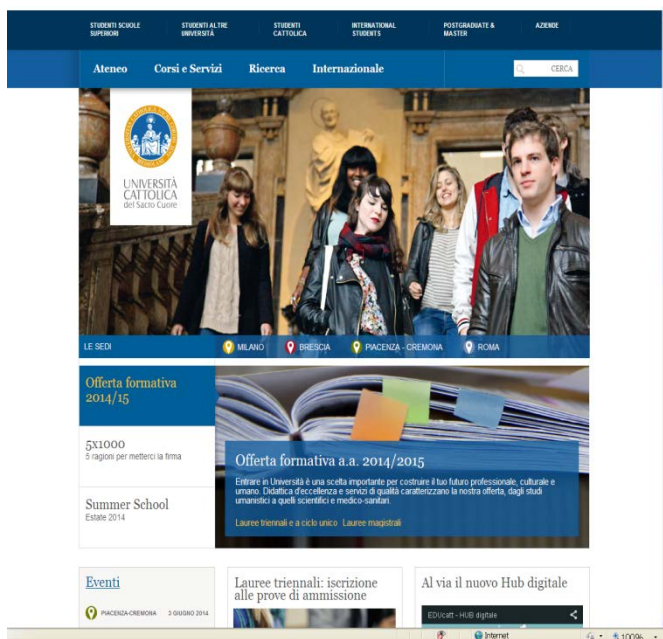 STUDENTI SCUOLE
SUPERIORI
STUDENTI ALTRE
UNIVERSITÀ
STUDENTI
CATTOLICA
INTERNATIONAL
STUDENTS
POSTGRADUATE &
MASTER
AZIENDE
Ateneo Corsi e Servizi Ricerca Internazionale CERCA
UNIVERSITÀ
CATTOLICA
del Sacro Cuore
LE SEDI MILANO BRESCIA PIACENZA - CREMONA ROMA
Offerta formativa
2014/15
5X1000
5 ragioni per metterci la firma
Summer School
Estate 2014
Offerta formativa a.a. 2014/2015
Entrare in Università è una scelta importante per costruire il tuo futuro professionale, culturale e
umano. Didattica d'eccellenza e servizi di qualità caratterizzano la nostra offerta, dagli studi
umanistici a quelli scientifici e medico-sanitari.
Lauree triennali e a ciclo unico Lauree magistrali
Eventi
PIACENZA-CREMONA 3 GIUGNO 2014
Lauree triennali: iscrizione
alle prove di ammissione
Al via il nuovo Hub digitale
EDUcatt - HUB digitale
Internet 100%